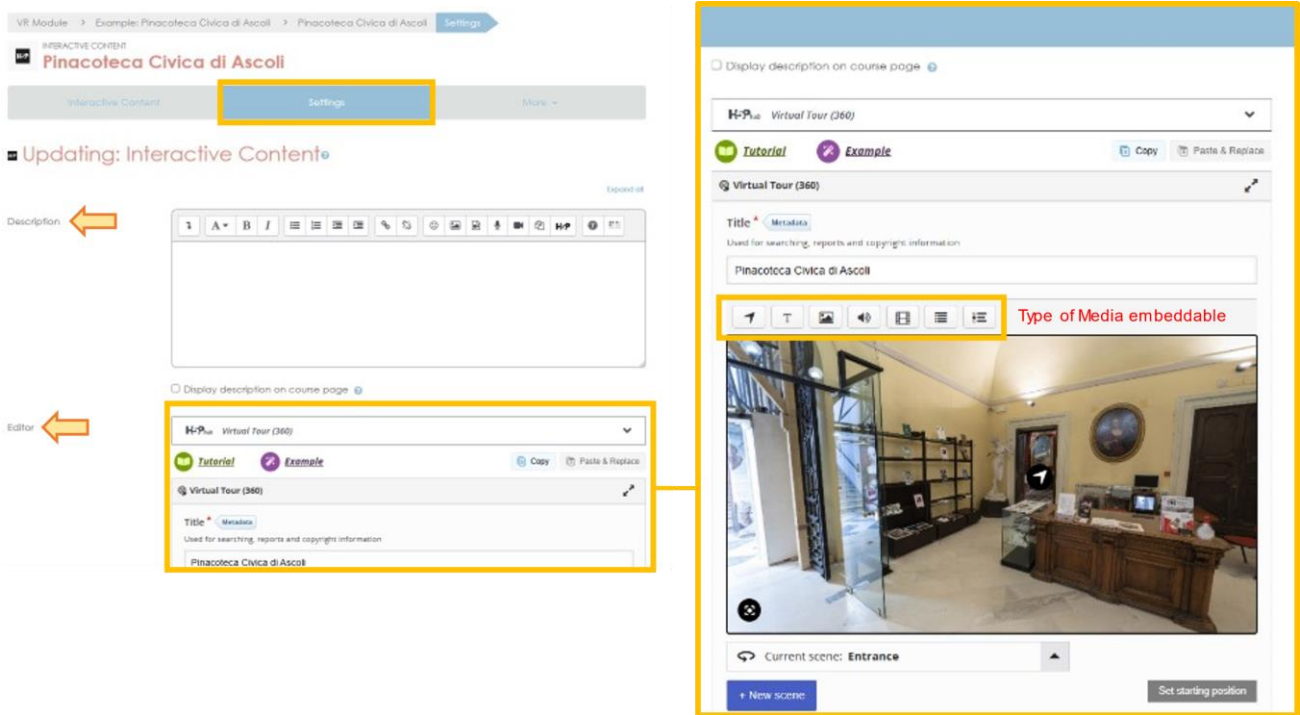 VR Module > Example: Pinacoteca Civica di Ascoli > Pinacoteca Civica di Ascoli Settings
INTERACTIVE CONTENT
Pinacoteca Civica di Ascoli
Interactive Content Settings More
Updating: Interactive Content
Expand all
Description
A B I H-P
Display description on course page
Editor
H5P Hub Virtual Tour (360)
Tutorial Example Copy Paste & Replace
Virtual Tour (360)
Title * Metadata
Used for searching, reports and copyright information
Pinacoteca Civica di Ascoli
Display description on course page
H5P Hub Virtual Tour (360)
Tutorial Example Copy Paste & Replace
Virtual Tour (360)
Title * Metadata
Used for searching, reports and copyright information
Pinacoteca Civica di Ascoli
T
Type of Media embeddable
Current scene: Entrance
+ New scene Set starting position